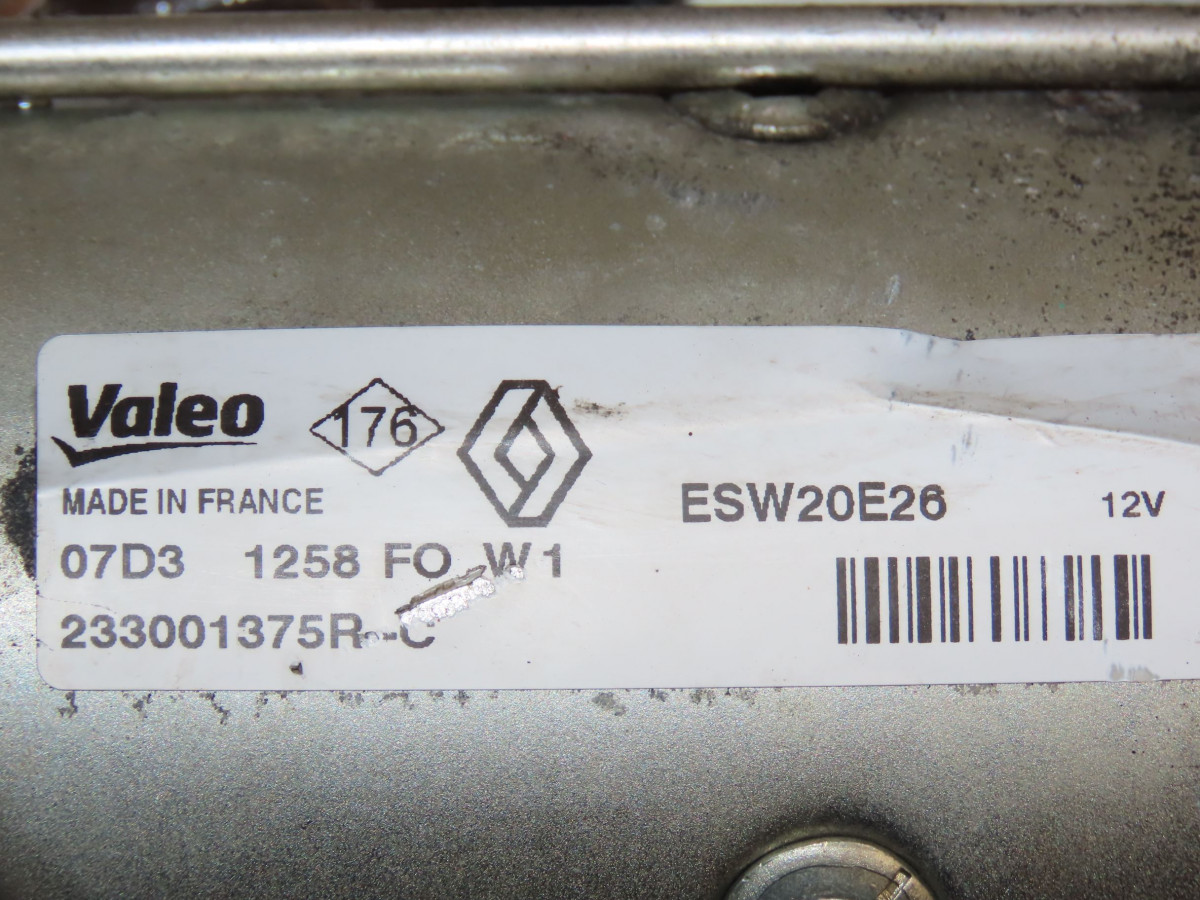 Valeo 176
MADE IN FRANCE
ESW20E26 12V
07D3 1258 FO W1
233001375R--C